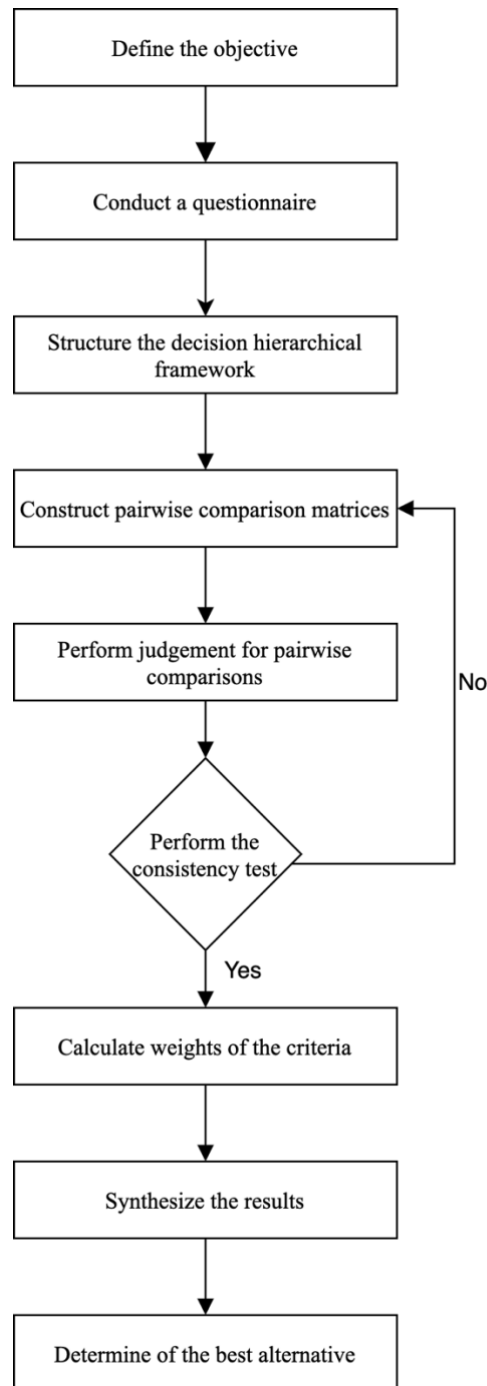 Define the objective
Conduct a questionnaire
Structure the decision hierarchical
framework
Construct pairwise comparison matrices
Perform judgement for pairwise
comparisons
No
Perform the
consistency test
Yes
Calculate weights of the criteria
Synthesize the results
Determine of the best alternative